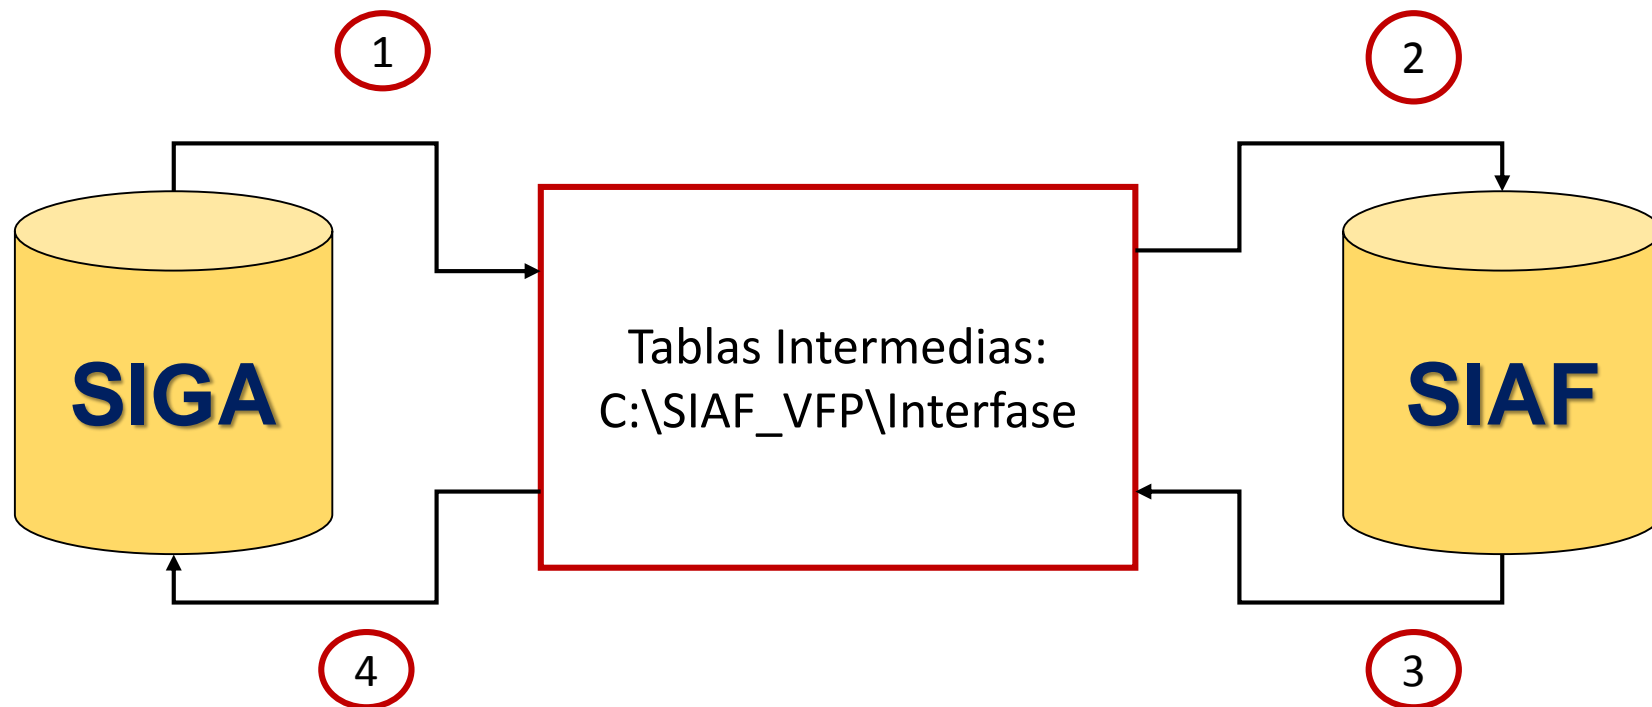 1
2
SIGA
Tablas Intermedias:
C:\SIAF_VFP\Interfase
SIAF
4
3